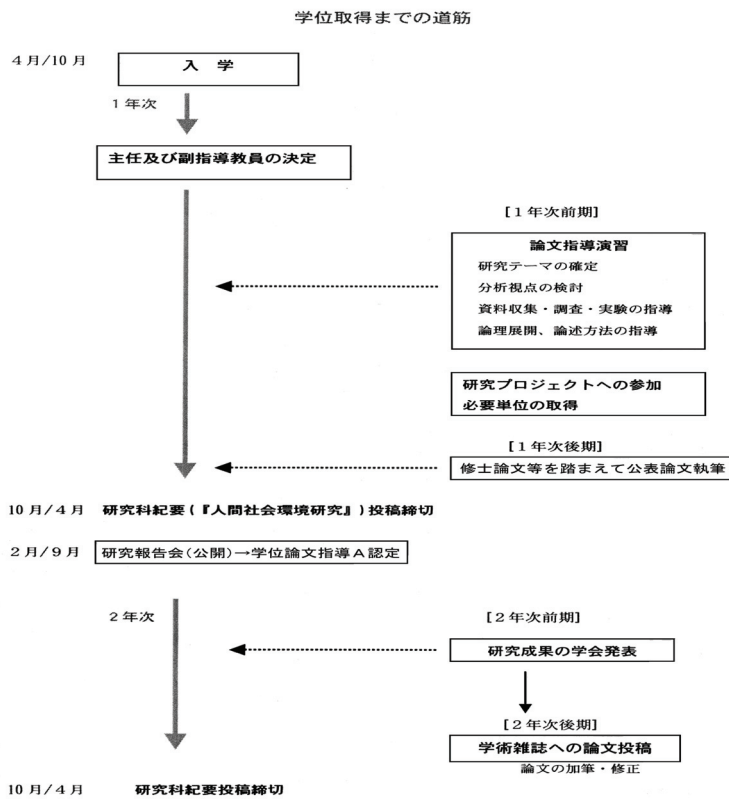 学位取得までの道筋
4月/10月
入 学
1年次
主任及び副指導教員の決定
[1年次前期]
論文指導演習
研究テーマの確定
分析視点の検討
資料収集・調査・実験の指導
論理展開、論述方法の指導
研究プロジェクトへの参加
必要単位の取得
[1年次後期]
修士論文等を踏まえて公表論文執筆
10月/4月 研究科紀要(『人間社会環境研究』)投稿締切
2月/9月 研究報告会(公開)→学位論文指導A認定
2年次
[2年次前期]
研究成果の学会発表
[2年次後期]
学術雑誌への論文投稿
論文の加筆・修正
10月/4月 研究科紀要投稿締切